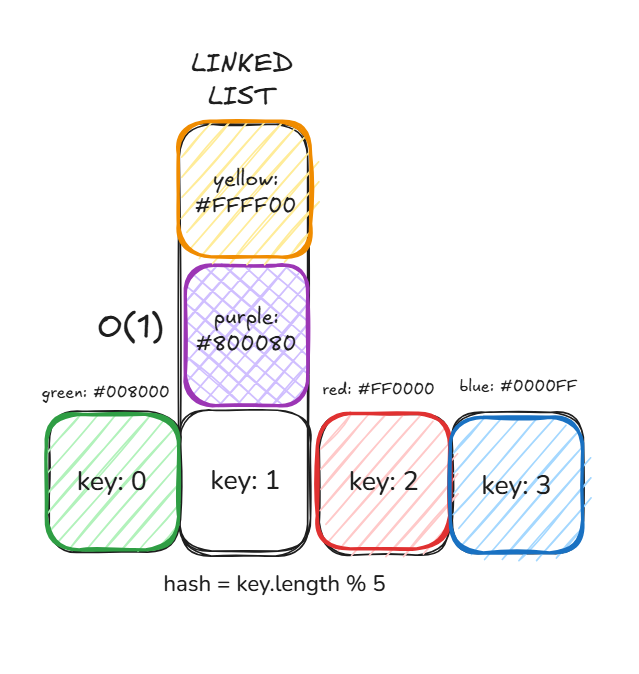 LINKED
LIST
yellow:
#FFFF00
purple:
#800080
O(1)
green: #008000
red: #FF0000
blue: #0000FF
key: 0
key: 1
key: 2
key: 3
hash = key.length % 5